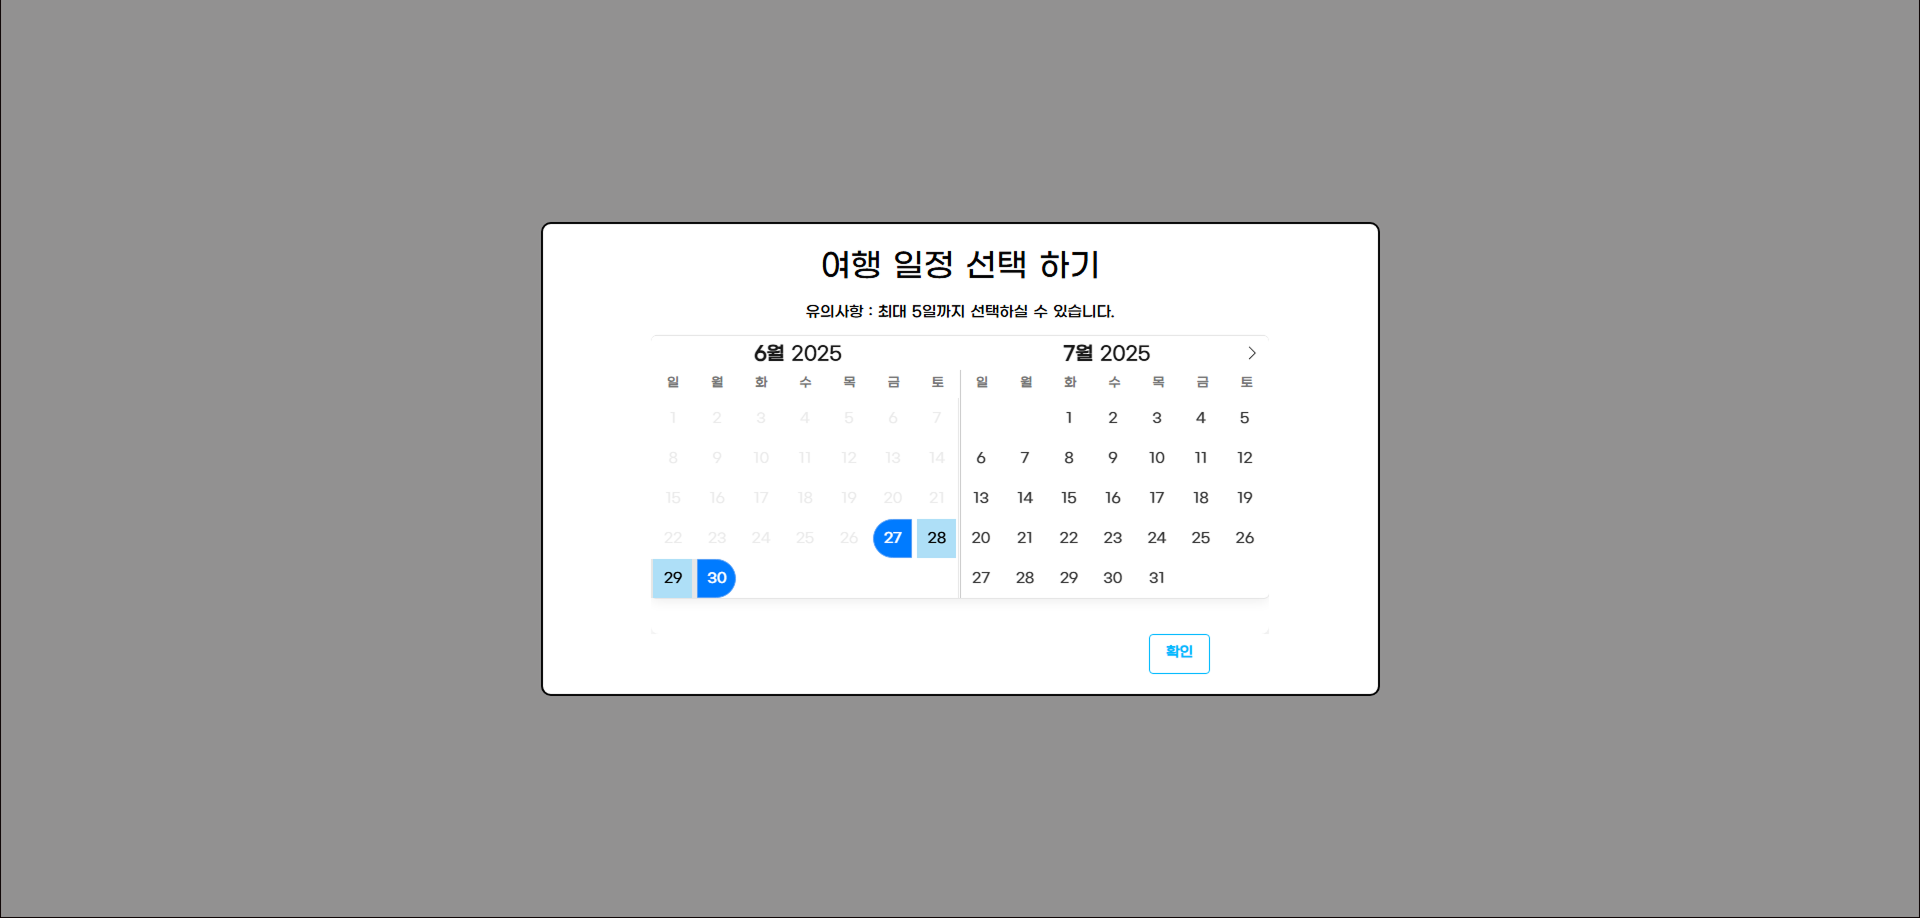 여행 일정 선택 하기
유의사항 : 최대 5일까지 선택하실 수 있습니다.
6월 2025
일 월 화 수 목 금 토
1 2 3 4 5 6 7
8 9 10 11 12 13 14
15 16 17 18 19 20 21
22 23 24 25 26 27 28
29 30
7월 2025
일 월 화 수 목 금 토
1 2 3 4 5
6 7 8 9 10 11 12
13 14 15 16 17 18 19
20 21 22 23 24 25 26
27 28 29 30 31
확인